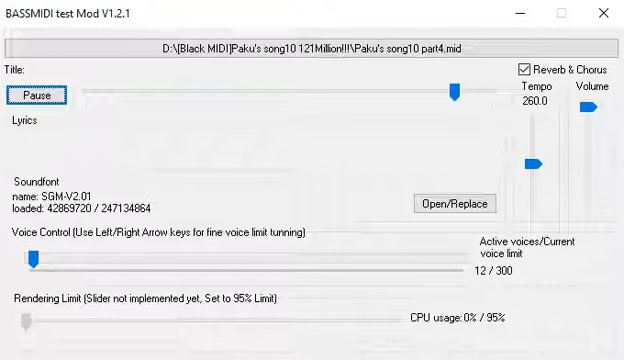 BASSMIDI test Mod V1.2.1
D:\[Black MIDI]Paku's song10 121Million!!!\Paku's song10 part4.mid
Title:
Reverb & Chorus
Pause
Tempo
Volume
260.0
Lyrics
Soundfont
name: SGM-V2.01
loaded: 42869720 / 247134864
Open/Replace
Voice Control (Use Left/Right Arrow keys for fine voice limit tunning)
Active voices/Current
voice limit
12 / 300
Rendering Limit (Slider not implemented yet, Set to 95% Limit)
CPU usage: 0% / 95%